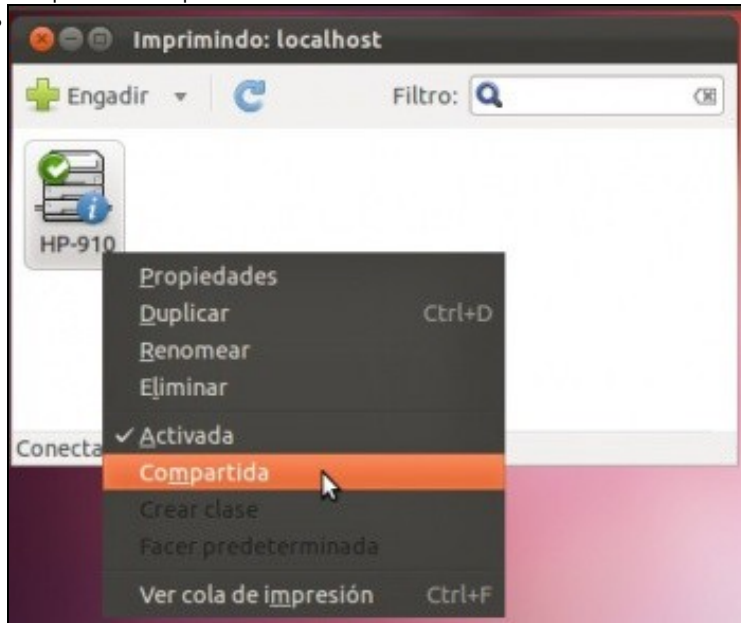 Imprimindo: localhost
Engadir
Filtro:
HP-910
Propiedades
Duplicar Ctrl+D
Renomear
Eliminar
Activada
Conecta
Compartida
Crear clase
Facer predeterminada
Ver cola de impresión Ctrl+F